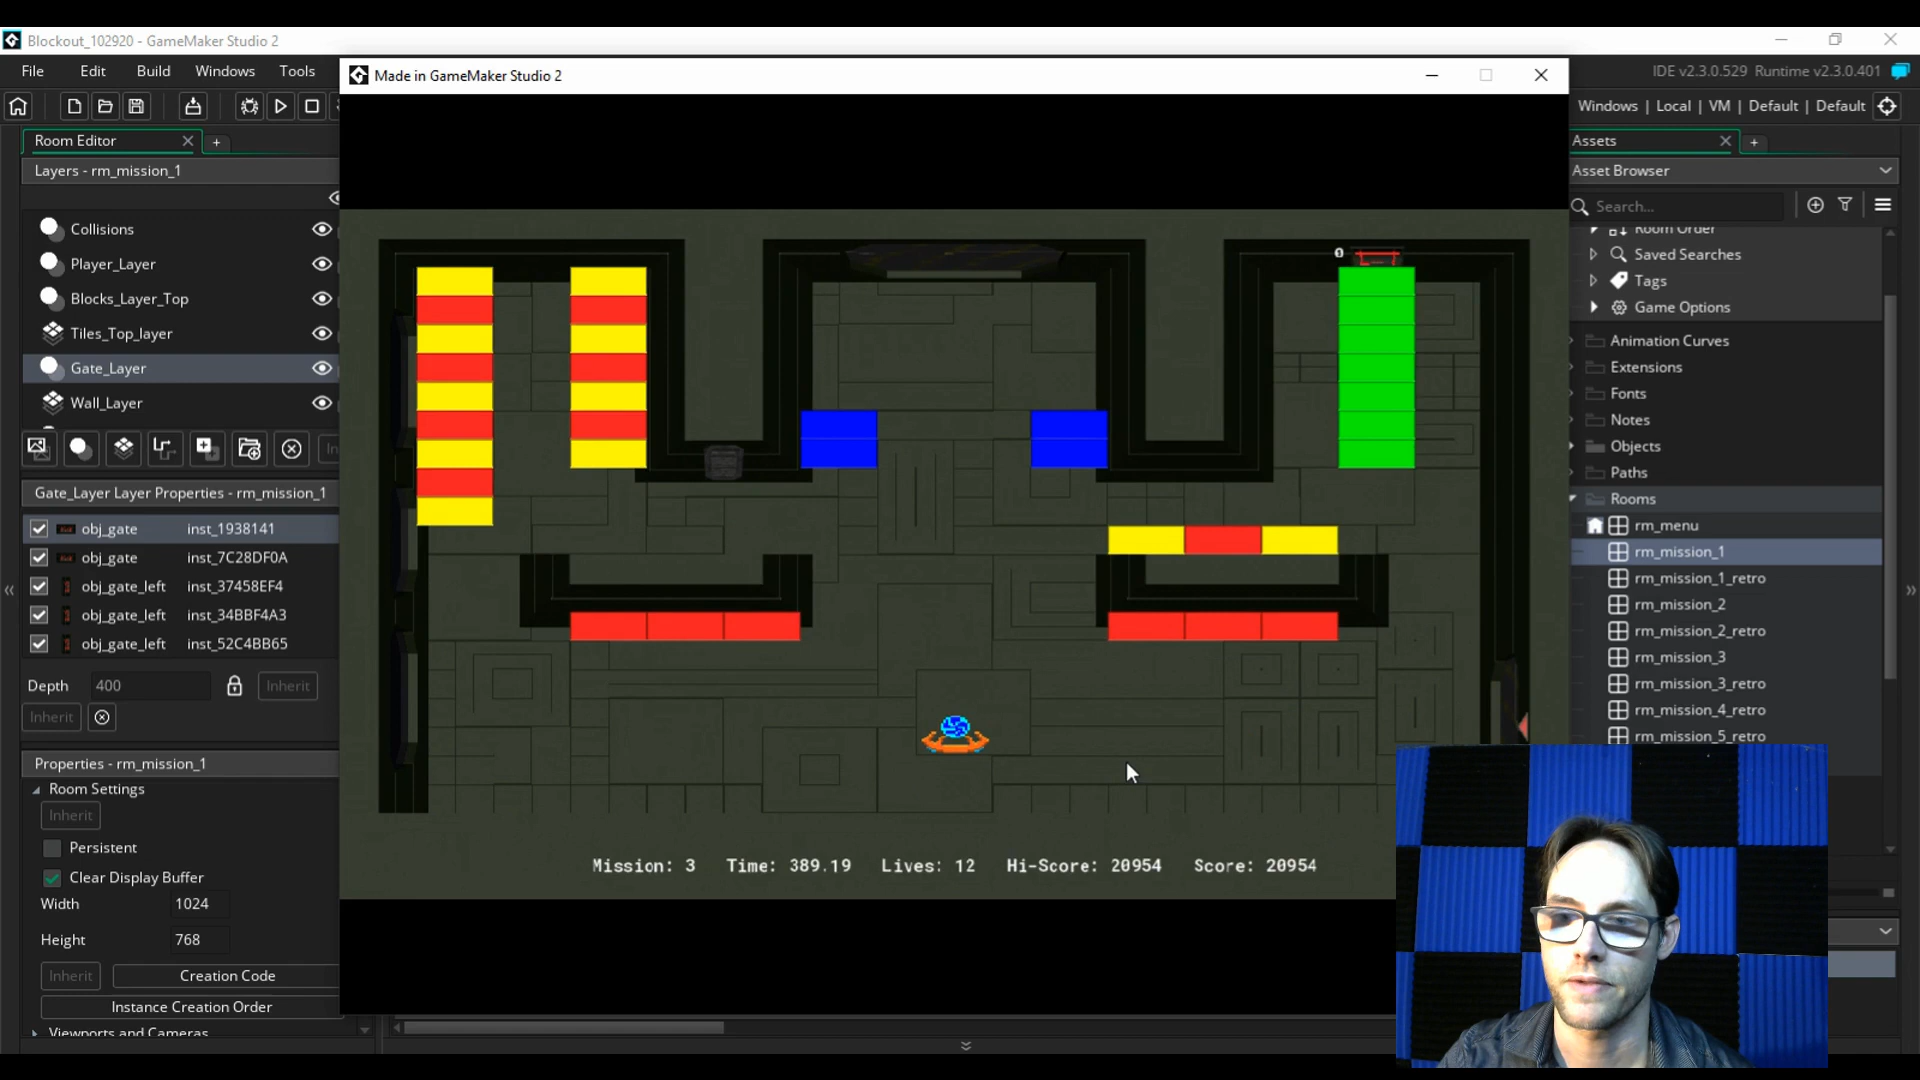 Blockout_102920 - GameMaker Studio 2
File Edit Build Windows Tools
Made in GameMaker Studio 2
IDE v2.3.0.529 Runtime v2.3.0.401
Windows | Local | VM | Default | Default
Room Editor
Layers - rm_mission_1
Collisions
Player_Layer
Blocks_Layer_Top
Tiles_Top_layer
Gate_Layer
Wall_Layer
Gate_Layer Layer Properties - rm_mission_1
obj_gate inst_1938141
obj_gate inst_7C28DF0A
obj_gate_left inst_37458EF4
obj_gate_left inst_34BBF4A3
obj_gate_left inst_52C4BB65
Depth 400 Inherit
Inherit
Properties - rm_mission_1
Room Settings
Inherit
Persistent
Clear Display Buffer
Width 1024
Height 768
Inherit Creation Code
Instance Creation Order
Viewports and Cameras
0
Mission: 3 Time: 389.19 Lives: 12 Hi-Score: 20954 Score: 20954
Assets
Asset Browser
Search...
Room Order
Saved Searches
Tags
Game Options
Animation Curves
Extensions
Fonts
Notes
Objects
Paths
Rooms
rm_menu
rm_mission_1
rm_mission_1_retro
rm_mission_2
rm_mission_2_retro
rm_mission_3
rm_mission_3_retro
rm_mission_4_retro
rm_mission_5_retro